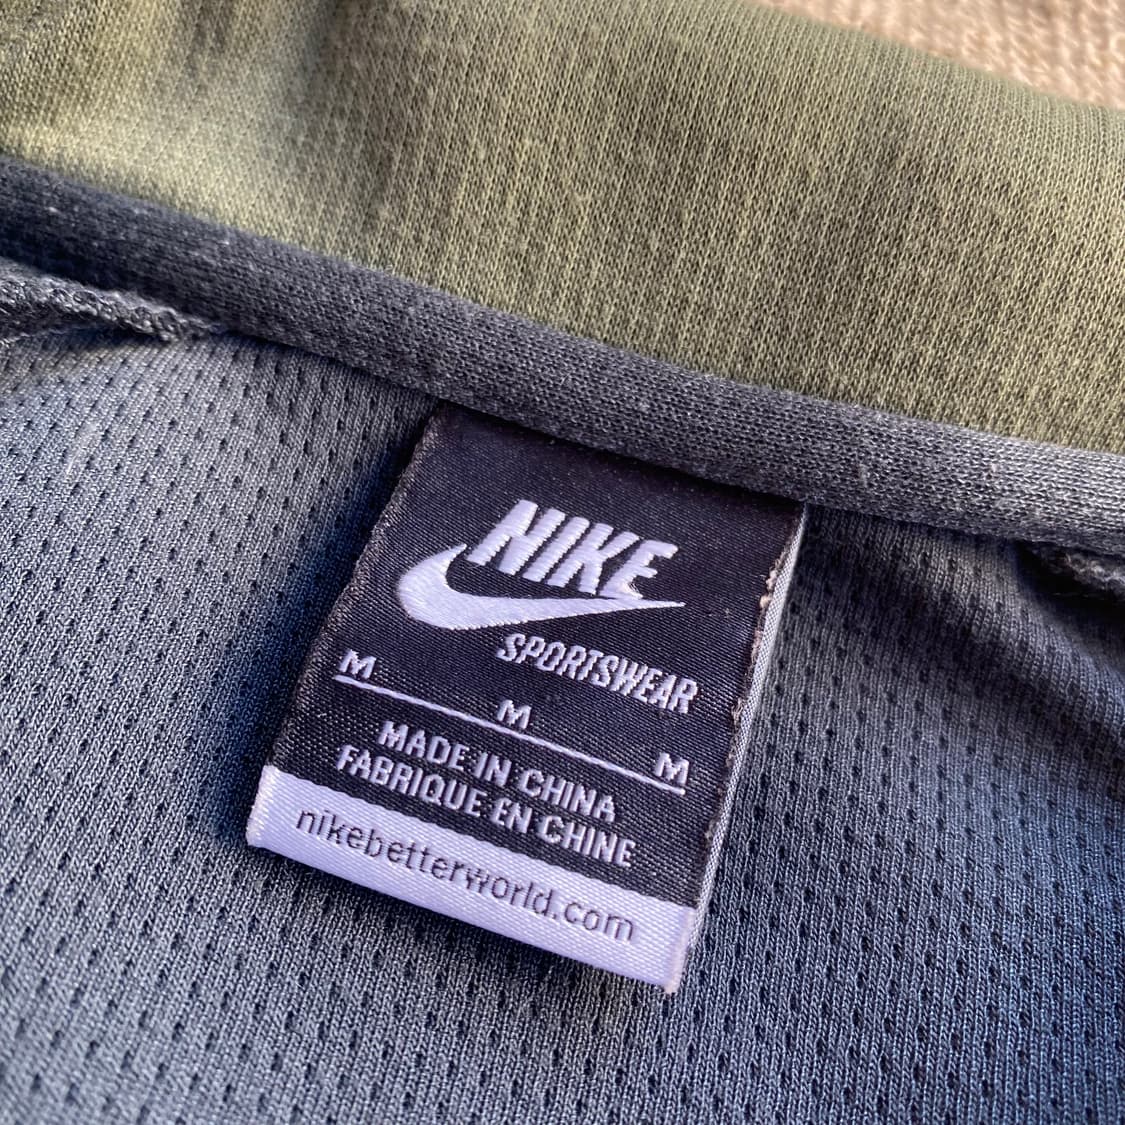 NIKE
SPORTSWEAR
M M M
MADE IN CHINA
FABRIQUE EN CHINE
nikebetterworld.com